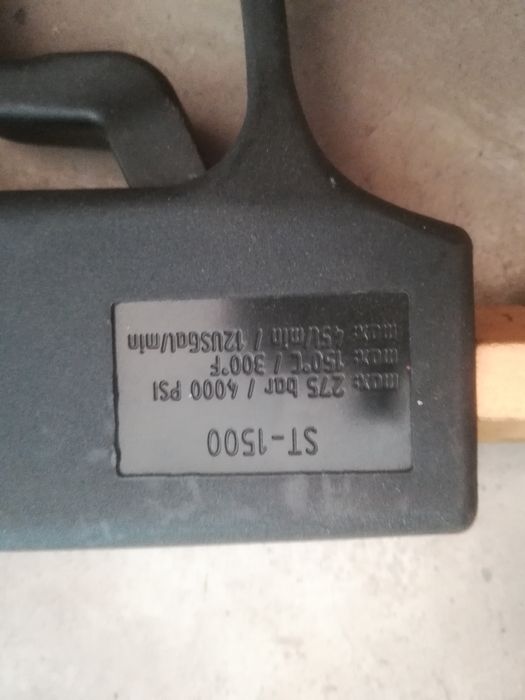 ST-1500
max: 275 bar / 4000 PSI
max: 150°C / 300°F
max: 45l/min / 12USGal/min